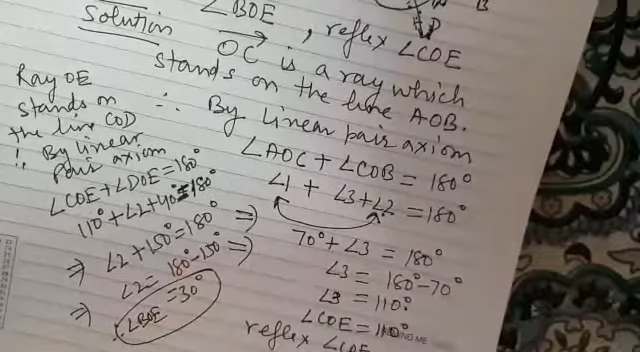 ∠BOE, reflex ∠COE
B
D
Solution
OC is a ray which
stands on the line AOB.
∴ By Linear pair axiom
∠AOC + ∠COB = 180°
∠1 + ∠3 + ∠2 = 180°
70° + ∠3 = 180°
∠3 = 180° - 70°
∠3 = 110°
∠COE = 110°
reflex ∠COE
Ray OE
stands on
the line COD
∴ By linear
pair axiom
∠COE + ∠DOE = 180°
110° + ∠2 + 40° = 180°
⇒ ∠2 + 150° = 180° ⇒
∠2 = 180° - 150° ⇒
⇒ ∠BOE = 30°